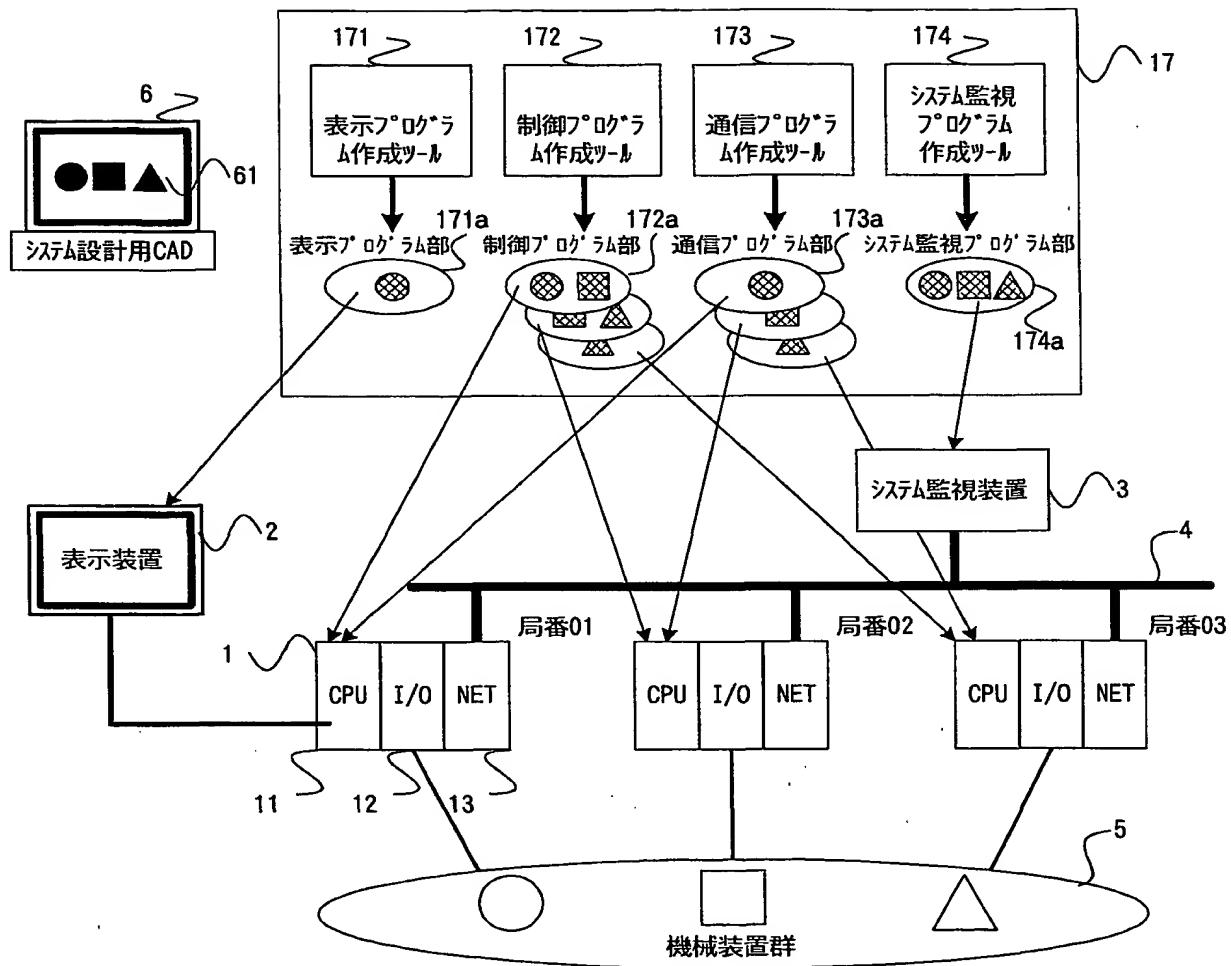 171
172
173
174
17
6
表示プログラ
ム作成ツール
制御プログラ
ム作成ツール
通信プログラ
ム作成ツール
システム監視
プログラム
作成ツール
61
システム設計用CAD
171a
172a
173a
表示プログラム部
制御プログラム部
通信プログラム部
システム監視プログラム部
174a
システム監視装置
3
2
表示装置
4
局番01
局番02
局番03
1
CPU
I/O
NET
CPU
I/O
NET
CPU
I/O
NET
11
12
13
5
機械装置群